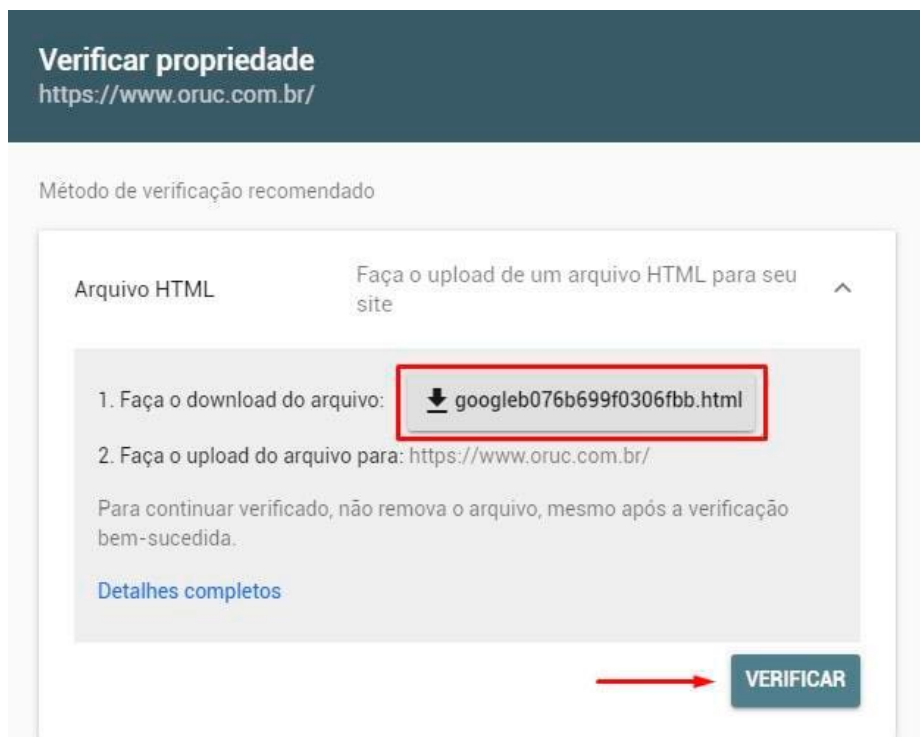 Verificar propriedade
https://www.oruc.com.br/
Método de verificação recomendado
Arquivo HTML
Faça o upload de um arquivo HTML para seu
site
1. Faça o download do arquivo: googleb076b699f0306fbb.html
2. Faça o upload do arquivo para: https://www.oruc.com.br/
Para continuar verificado, não remova o arquivo, mesmo após a verificação
bem-sucedida.
Detalhes completos
VERIFICAR